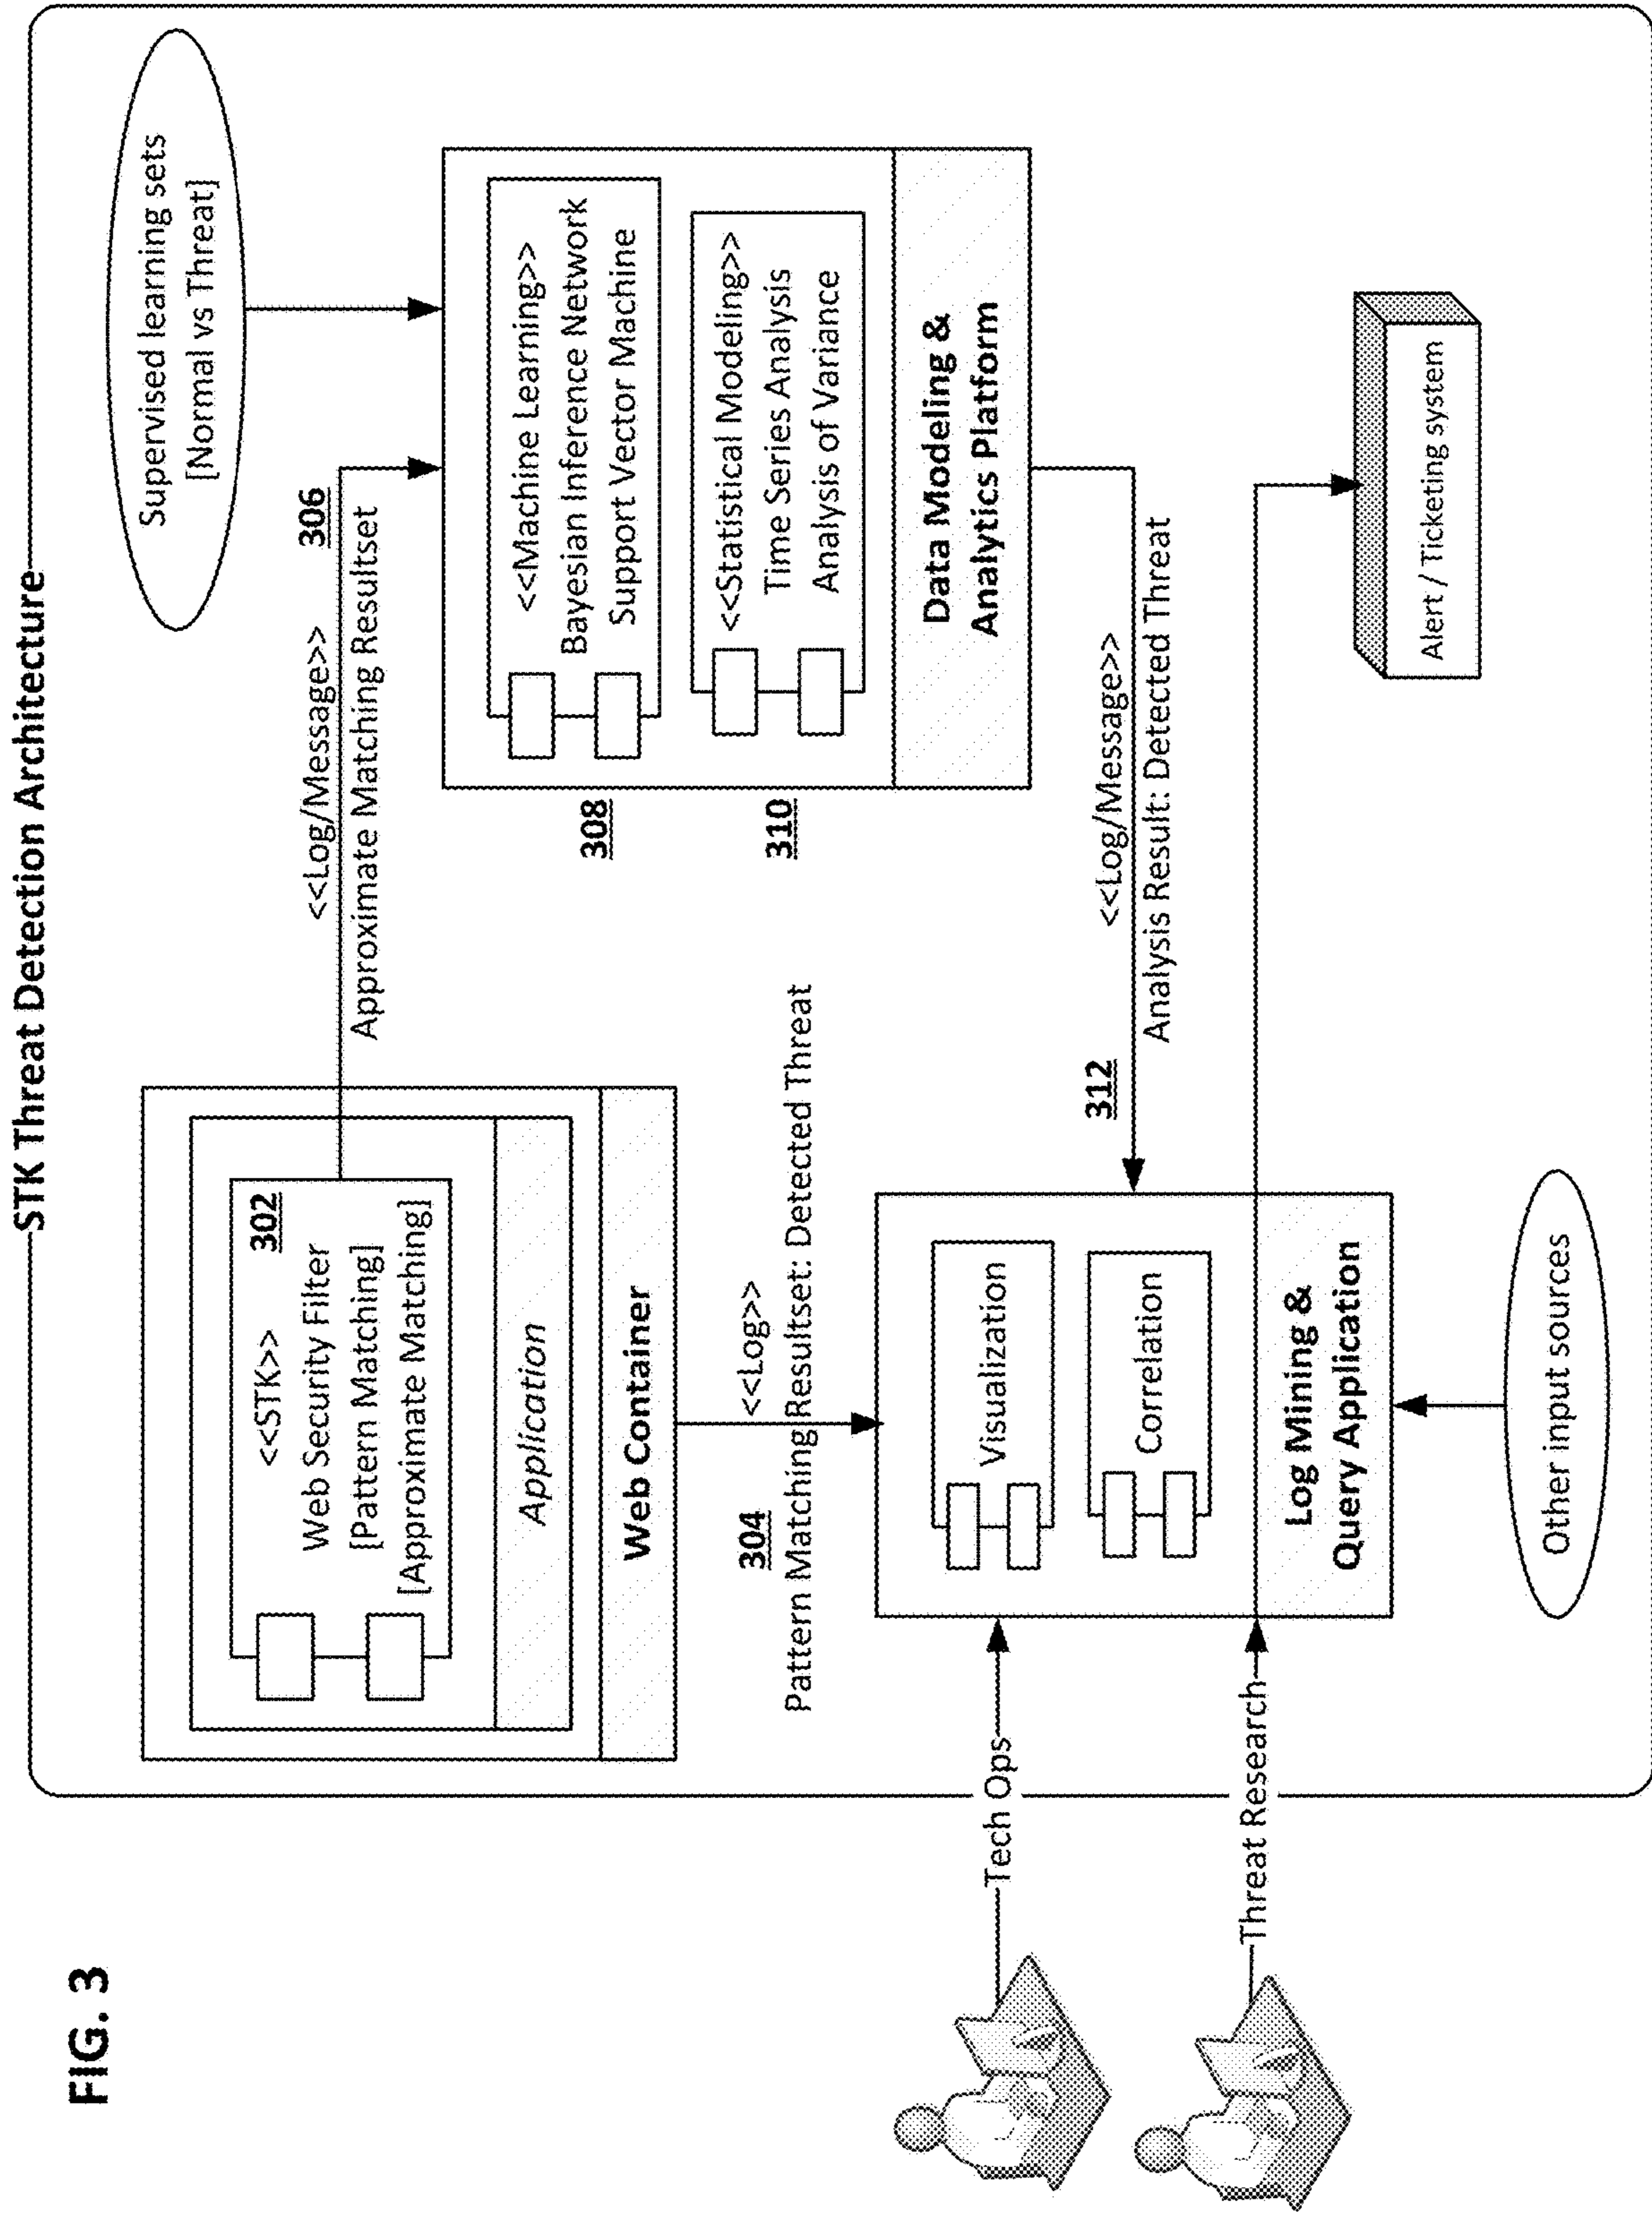 FIG. 3
STK Threat Detection Architecture
<<STK>>
302
Web Security Filter
[Pattern Matching]
[Approximate Matching]
Application
Web Container
<<Log/Message>>
306
Approximate Matching Resultset
Supervised learning sets
[Normal vs Threat]
<<Machine Learning>>
Bayesian Inference Network
Support Vector Machine
308
<<Statistical Modeling>>
Time Series Analysis
Analysis of Variance
310
Data Modeling &
Analytics Platform
304
<<Log>>
Pattern Matching Resultset: Detected Threat
312
<<Log/Message>>
Analysis Result: Detected Threat
Tech Ops
Threat Research
Visualization
Correlation
Log Mining &
Query Application
Alert / Ticketing system
Other input sources